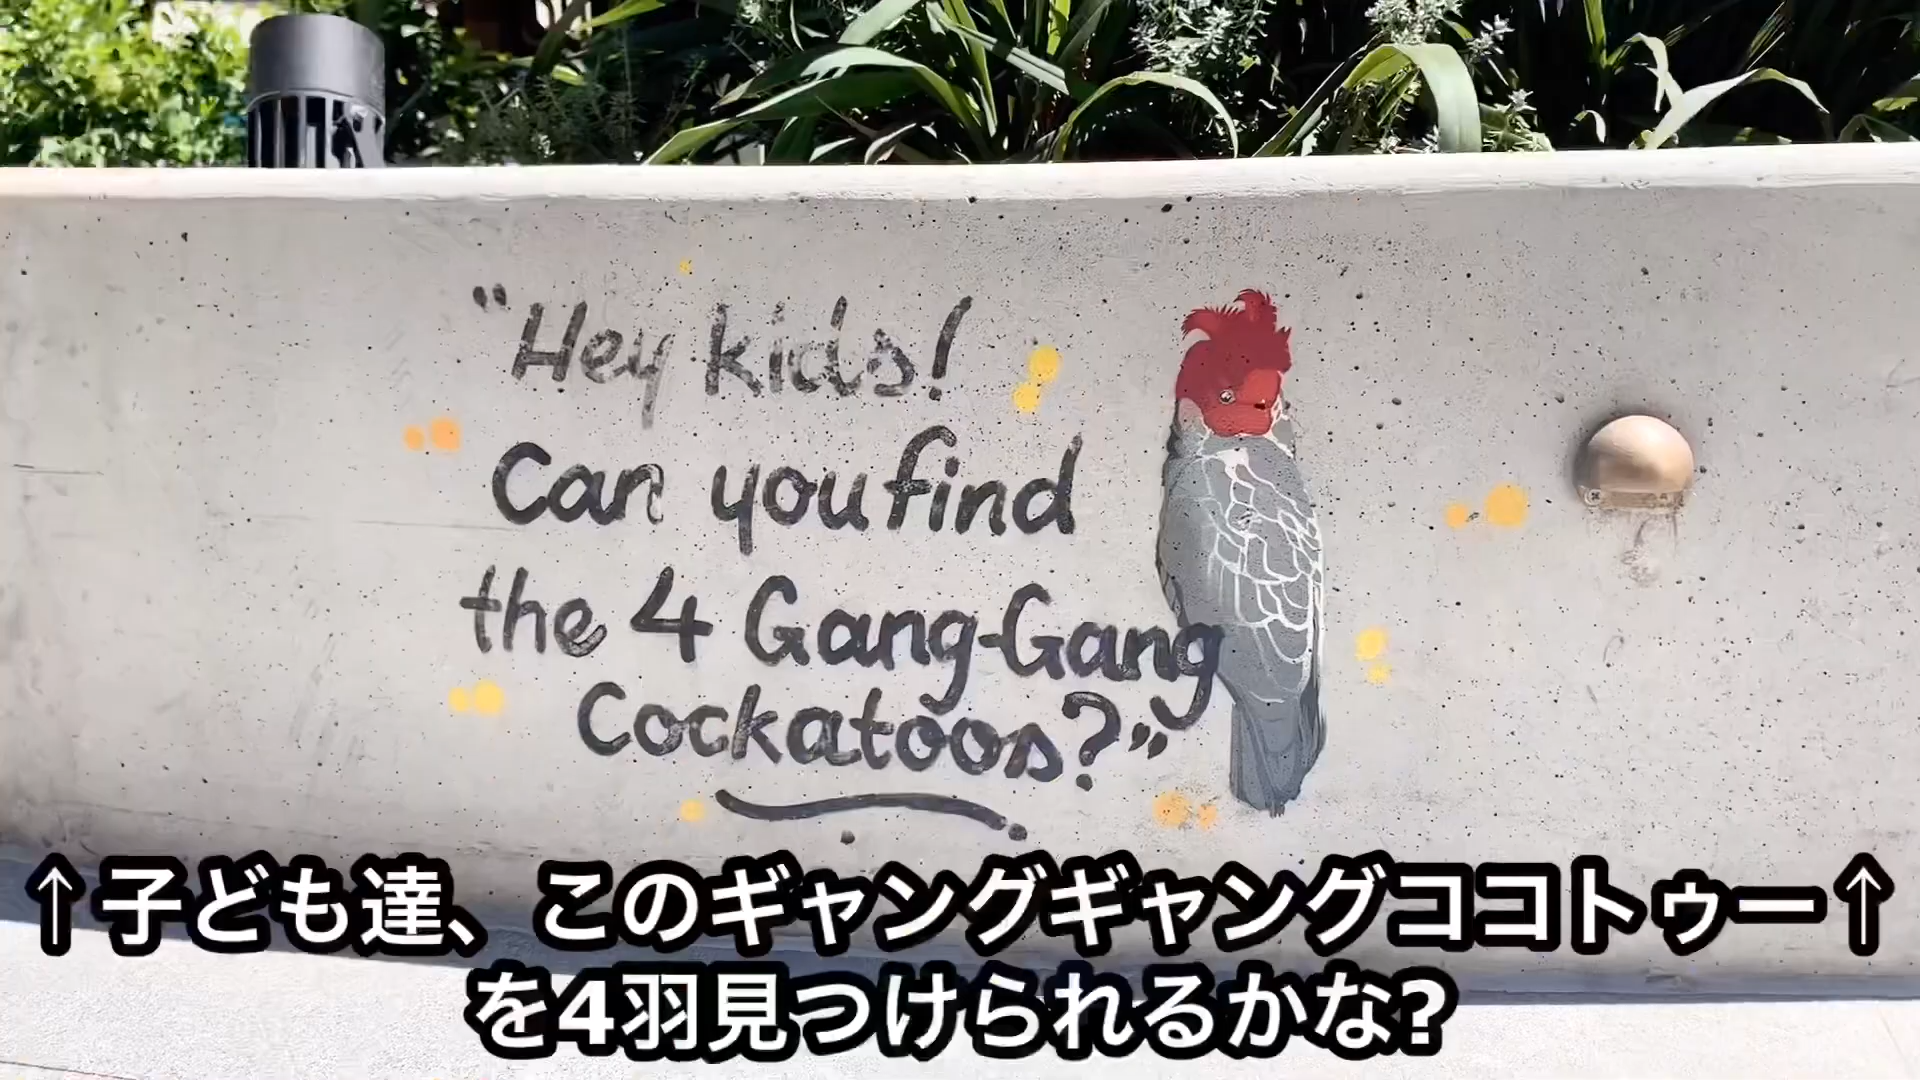 "Hey kids!
Can you find
the 4 Gang-Gang
Cockatoos?"
↑子ども達、このギャングギャングココトゥー↑
を4羽見つけられるかな?